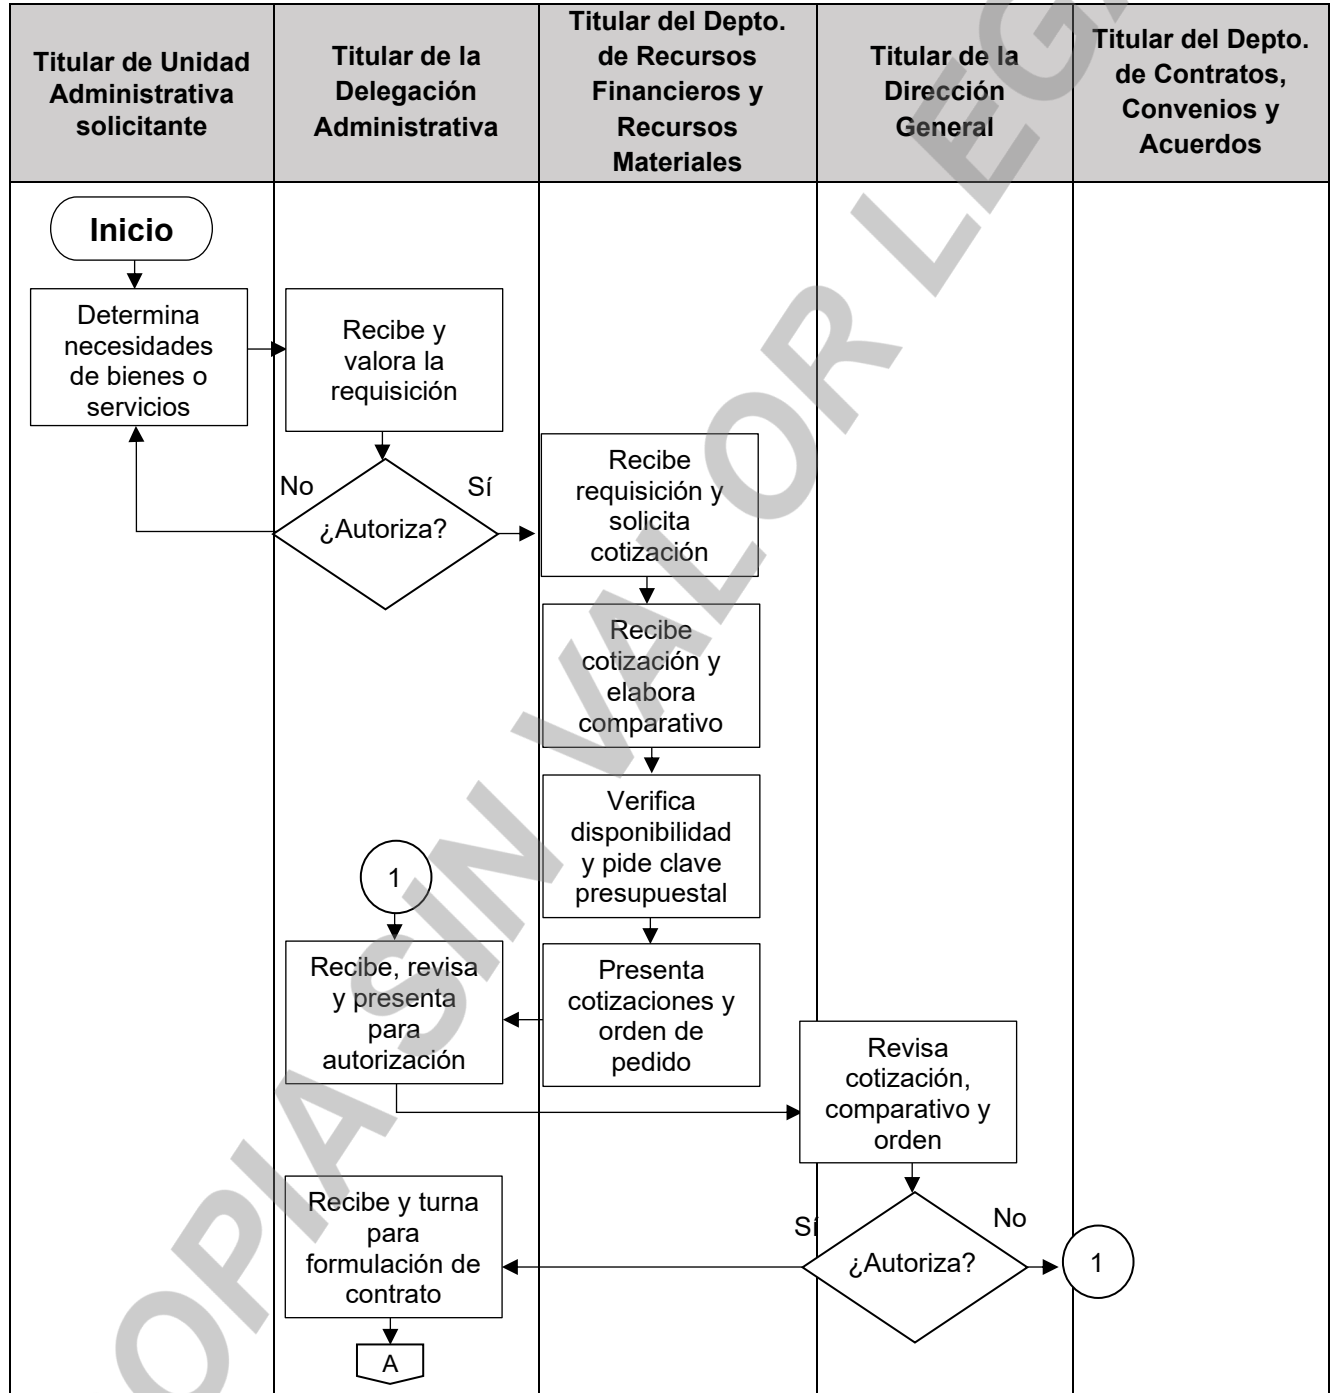 Titular de Unidad
Administrativa
solicitante
Titular de la
Delegación
Administrativa
Titular del Depto.
de Recursos
Financieros y
Recursos
Materiales
Titular de la
Dirección
General
Titular del Depto.
de Contratos,
Convenios y
Acuerdos
Inicio
Determina
necesidades
de bienes o
servicios
Recibe y
valora la
requisición
No
Sí
¿Autoriza?
Recibe
requisición y
solicita
cotización
Recibe
cotización y
elabora
comparativo
Verifica
disponibilidad
y pide clave
presupuestal
1
Recibe, revisa
y presenta
para
autorización
Presenta
cotizaciones y
orden de
pedido
Revisa
cotización,
comparativo y
orden
Recibe y turna
para
formulación de
contrato
Sí
No
¿Autoriza?
1
A
OPIA SIN VALOR LEGA